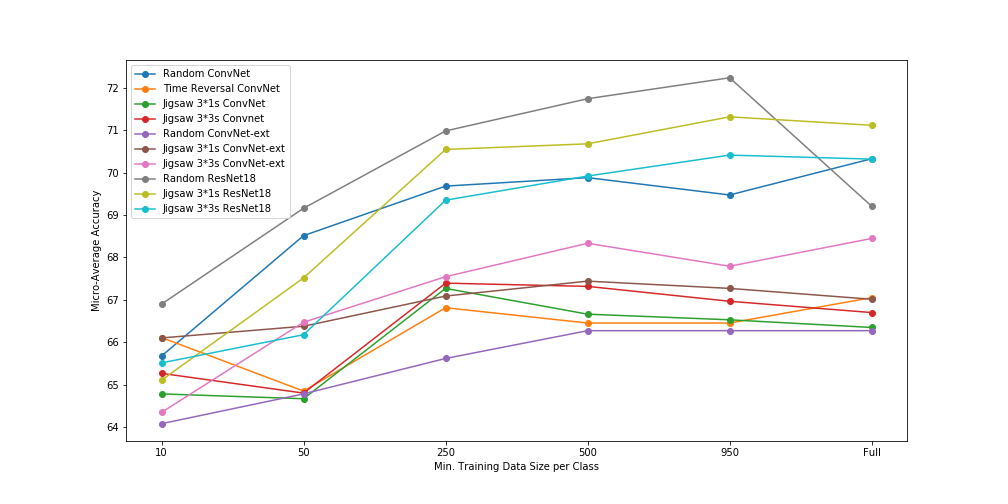 Random ConvNet
Time Reversal ConvNet
Jigsaw 3*1s ConvNet
Jigsaw 3*3s Convnet
Random ConvNet-ext
Jigsaw 3*1s ConvNet-ext
Jigsaw 3*3s ConvNet-ext
Random ResNet18
Jigsaw 3*1s ResNet18
Jigsaw 3*3s ResNet18
72
71
70
69
68
67
66
65
64
Micro-Average Accuracy
10 50 250 500 950 Full
Min. Training Data Size per Class